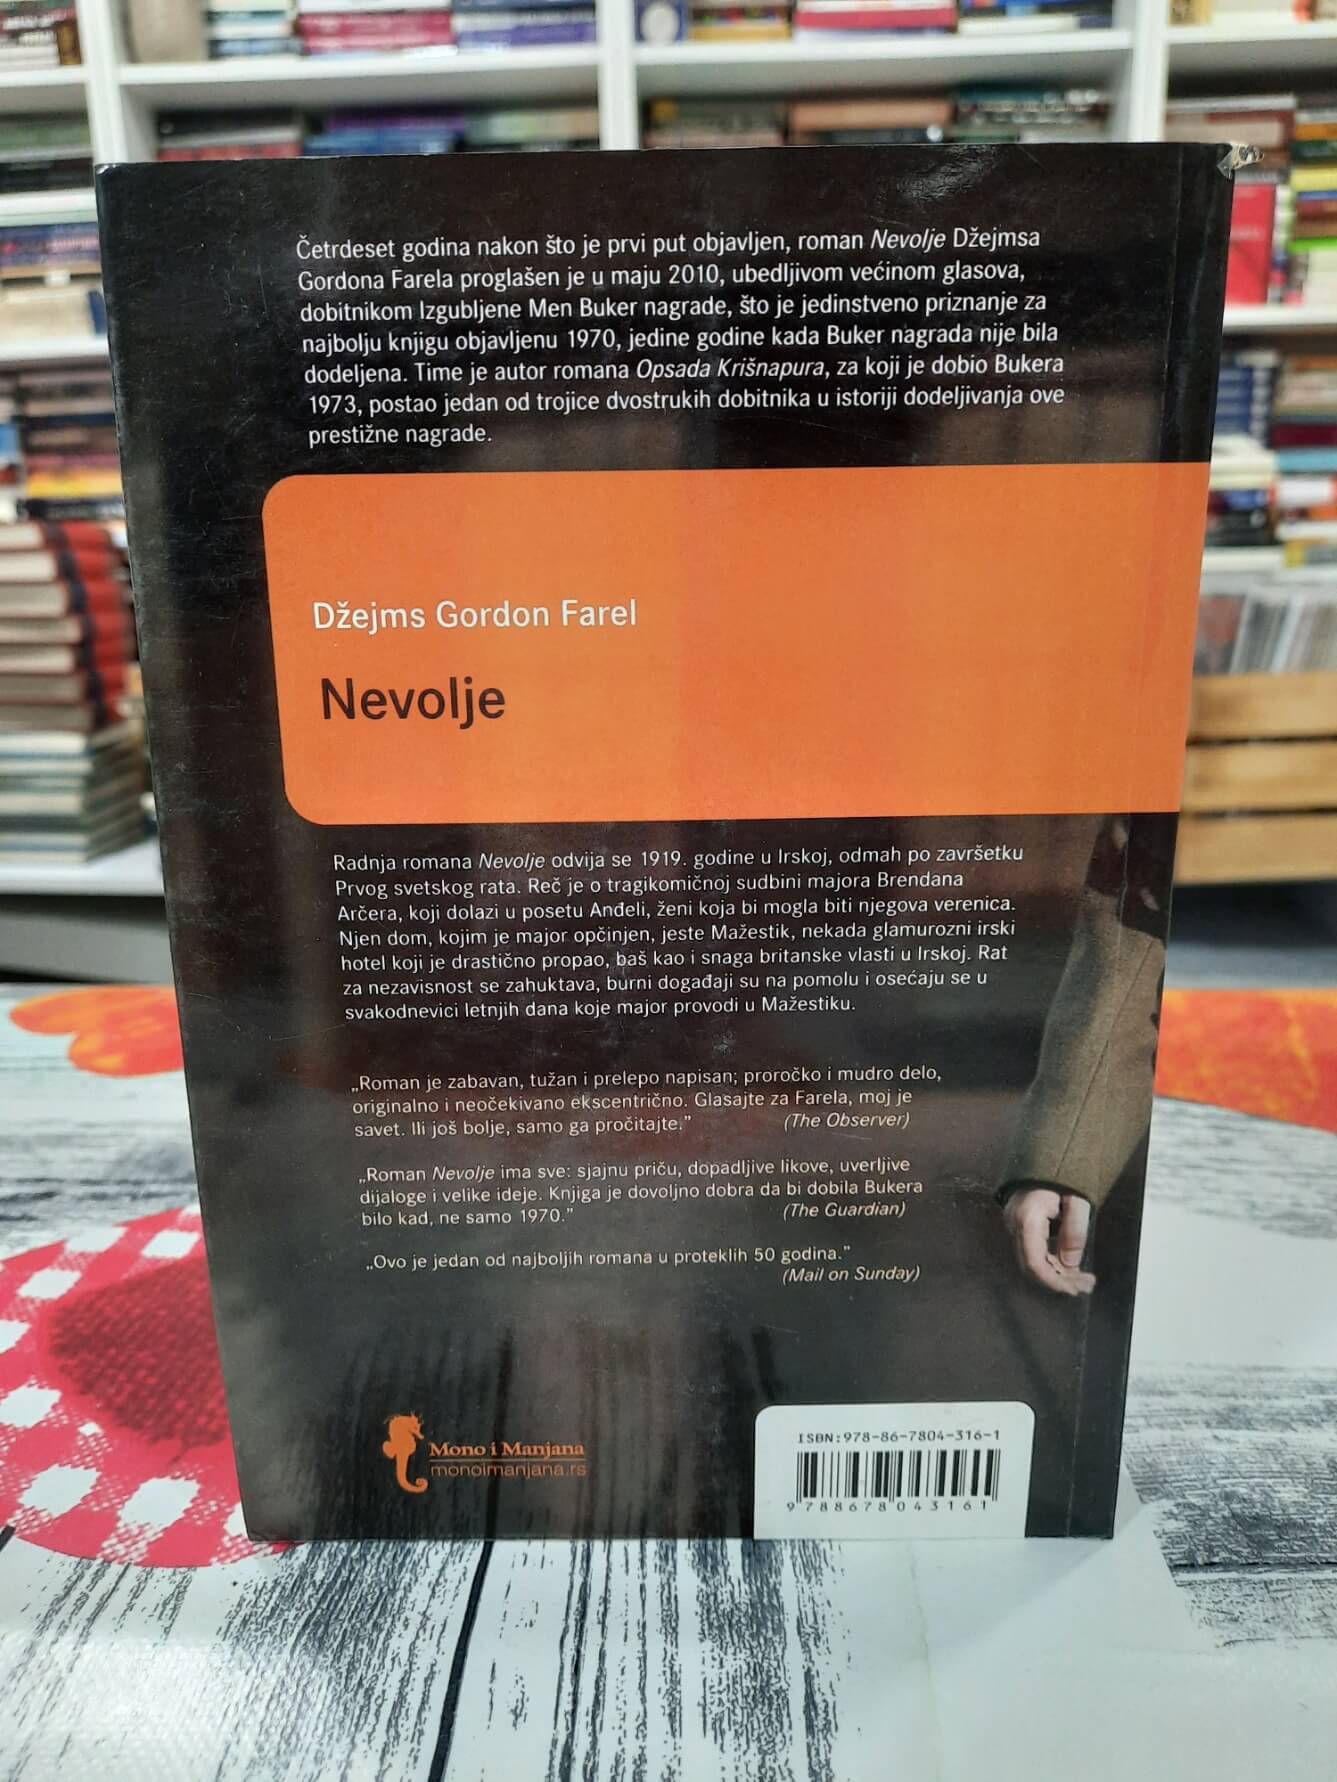 Četrdeset godina nakon što je prvi put objavljen, roman Nevolje Džejmsa
Gordona Farela proglašen je u maju 2010, ubedljivom većinom glasova,
dobitnikom Izgubljene Men Buker nagrade, što je jedinstveno priznanje za
najbolju knjigu objavljenu 1970, jedine godine kada Buker nagrada nije bila
dodeljena. Time je autor romana Opsada Krišnapura, za koji je dobio Bukera
1973, postao jedan od trojice dvostrukih dobitnika u istoriji dodeljivanja ove
prestižne nagrade.
Džejms Gordon Farel
Nevolje
Radnja romana Nevolje odvija se 1919. godine u Irskoj, odmah po završetku
Prvog svetskog rata. Reč je o tragikomičnoj sudbini majora Brendana
Arčera, koji dolazi u posetu Anđeli, ženi koja bi mogla biti njegova verenica.
Njen dom, kojim je major opčinjen, jeste Mažestik, nekada glamurozni irski
hotel koji je drastično propao, baš kao i snaga britanske vlasti u Irskoj. Rat
za nezavisnost se zahuktava, burni događaji su na pomolu i osećaju se u
svakodnevici letnjih dana koje major provodi u Mažestiku.
„Roman je zabavan, tužan i prelepo napisan; proročko i mudro delo,
originalno i neočekivano ekscentrično. Glasajte za Farela, moj je
savet. Ili još bolje, samo ga pročitajte.” (The Observer)
„Roman Nevolje ima sve: sjajnu priču, dopadljive likove, uverljive
dijaloge i velike ideje. Knjiga je dovoljno dobra da bi dobila Bukera
bilo kad, ne samo 1970.” (The Guardian)
„Ovo je jedan od najboljih romana u proteklih 50 godina.”
(Mail on Sunday)
Mono i Manjana
monoimanjana.rs
ISBN:978-86-7804-316-1
9 788678 043161